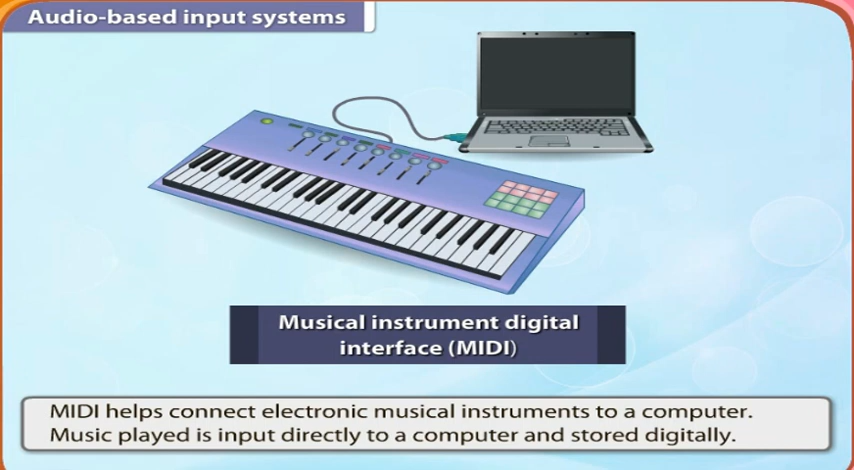 Audio-based input systems
Musical instrument digital
interface (MIDI)
MIDI helps connect electronic musical instruments to a computer.
Music played is input directly to a computer and stored digitally.